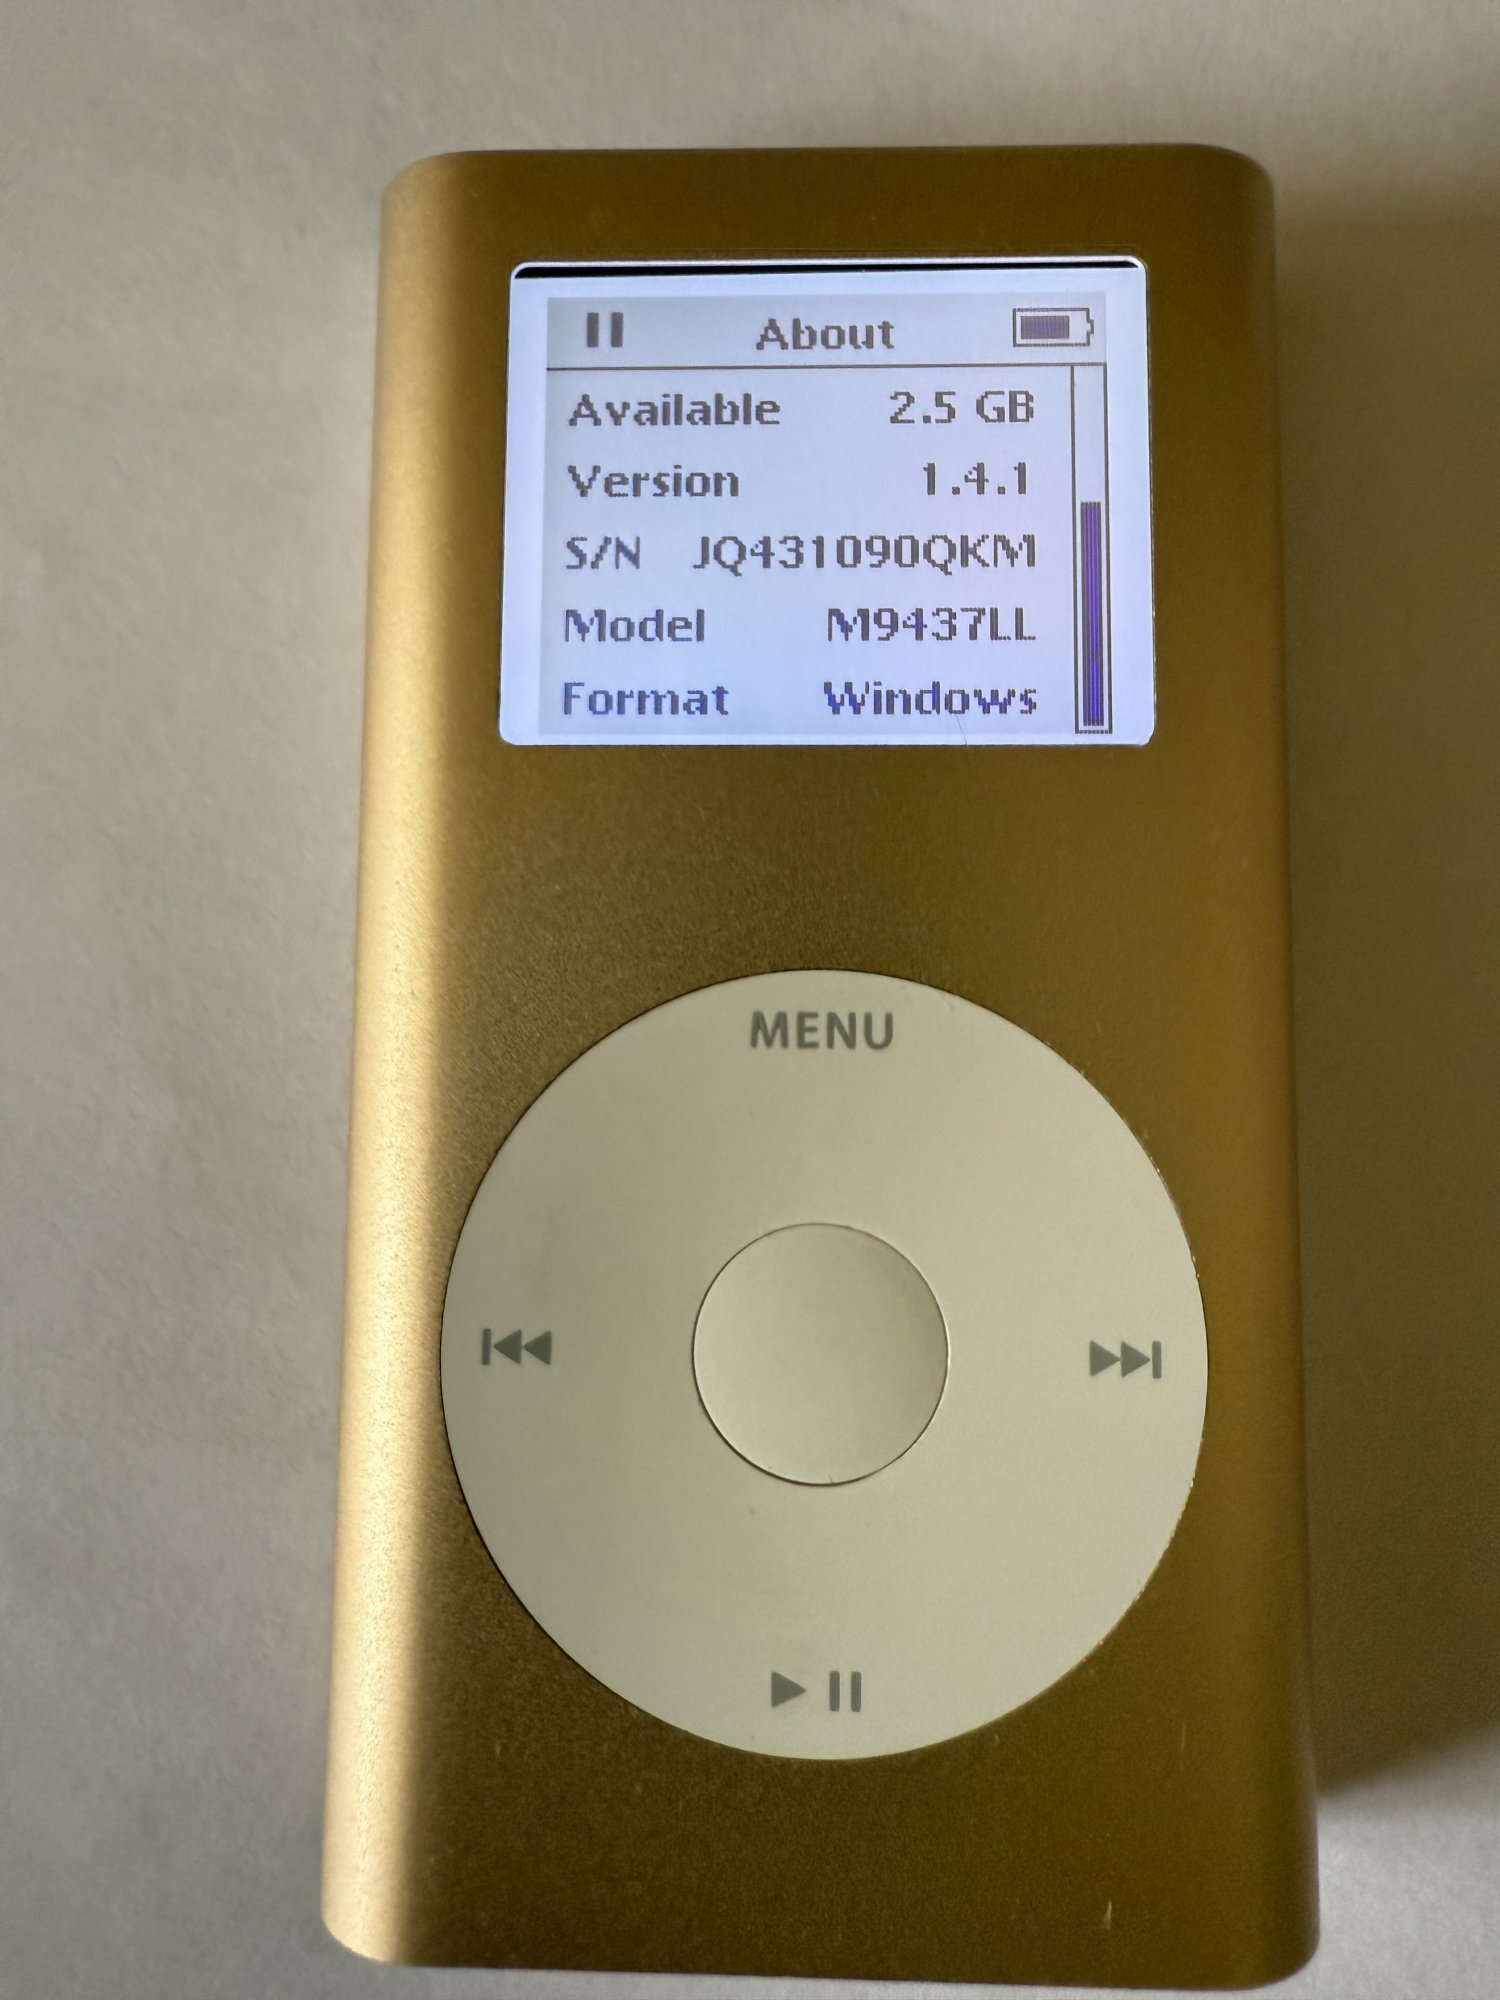 About
Available 2.5 GB
Version 1.4.1
S/N JQ431090QKM
Model M9437LL
Format Windows
MENU